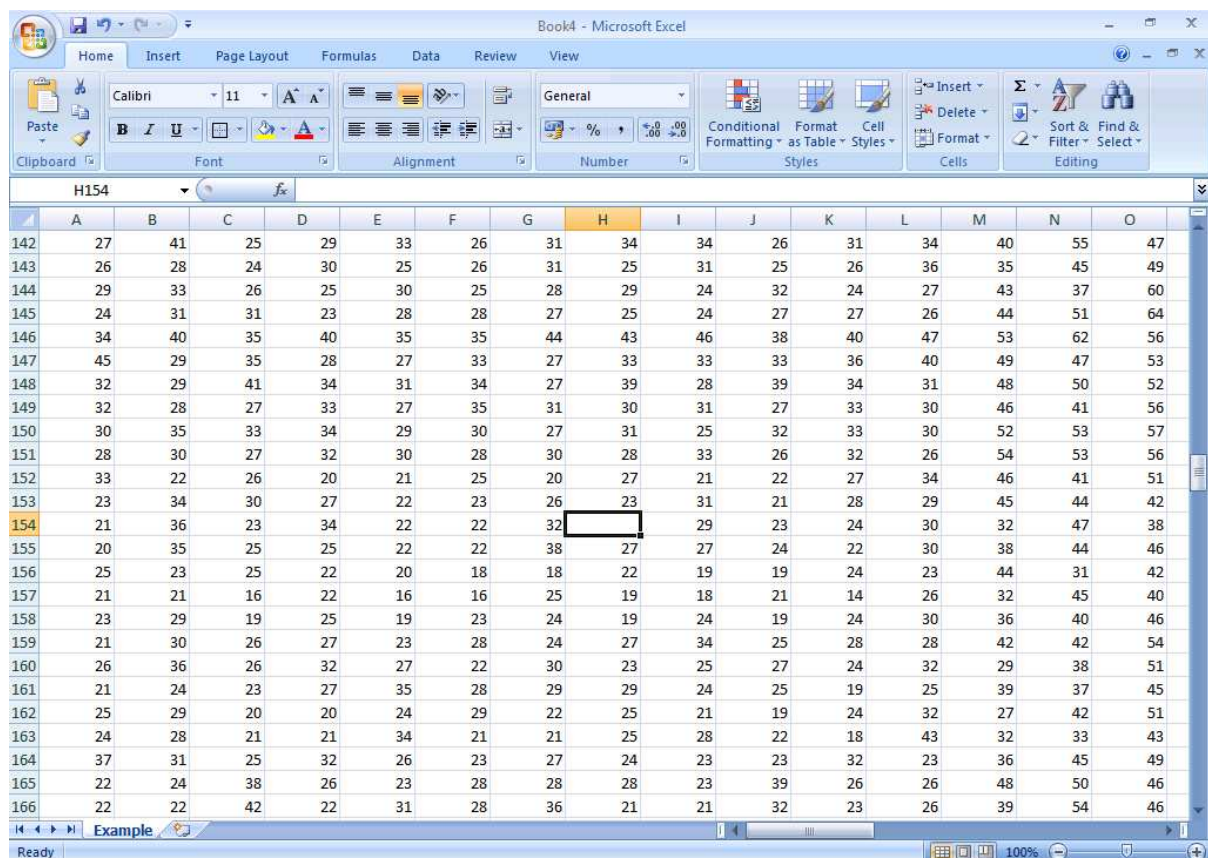 Book4 - Microsoft Excel
Home Insert Page Layout Formulas Data Review View
Calibri 11 A A General Σ Insert
Paste B I U A % , .00 .0 Conditional Formatting Format as Table Cell Styles Delete Format Sort & Filter Find & Select
Clipboard Font Alignment Number Styles Cells Editing
H154 fx
A B C D E F G H I J K L M N O
142 27 41 25 29 33 26 31 34 34 26 31 34 40 55 47
143 26 28 24 30 25 26 31 25 31 25 26 36 35 45 49
144 29 33 26 25 30 25 28 29 24 32 24 27 43 37 60
145 24 31 31 23 28 28 27 25 24 27 27 26 44 51 64
146 34 40 35 40 35 35 44 43 46 38 40 47 53 62 56
147 45 29 35 28 27 33 27 33 33 33 36 40 49 47 53
148 32 29 41 34 31 34 27 39 28 39 34 31 48 50 52
149 32 28 27 33 27 35 31 30 31 27 33 30 46 41 56
150 30 35 33 34 29 30 27 31 25 32 33 30 52 53 57
151 28 30 27 32 30 28 30 28 33 26 32 26 54 53 56
152 33 22 26 20 21 25 20 27 21 22 27 34 46 41 51
153 23 34 30 27 22 23 26 23 31 21 28 29 45 44 42
154 21 36 23 34 22 22 32 29 23 24 30 32 47 38
155 20 35 25 25 22 22 38 27 27 24 22 30 38 44 46
156 25 23 25 22 20 18 18 22 19 19 24 23 44 31 42
157 21 21 16 22 16 16 25 19 18 21 14 26 32 45 40
158 23 29 19 25 19 23 24 19 24 19 24 30 36 40 46
159 21 30 26 27 23 28 24 27 34 25 28 28 42 42 54
160 26 36 26 32 27 22 30 23 25 27 24 32 29 38 51
161 21 24 23 27 35 28 29 29 24 25 19 25 39 37 45
162 25 29 20 20 24 29 22 25 21 19 24 32 27 42 51
163 24 28 21 21 34 21 21 25 28 22 18 43 32 33 43
164 37 31 25 32 26 23 27 24 23 23 32 23 36 45 49
165 22 24 38 26 23 28 28 28 23 39 26 26 48 50 46
166 22 22 42 22 31 28 36 21 21 32 23 26 39 54 46
Example
Ready 100%